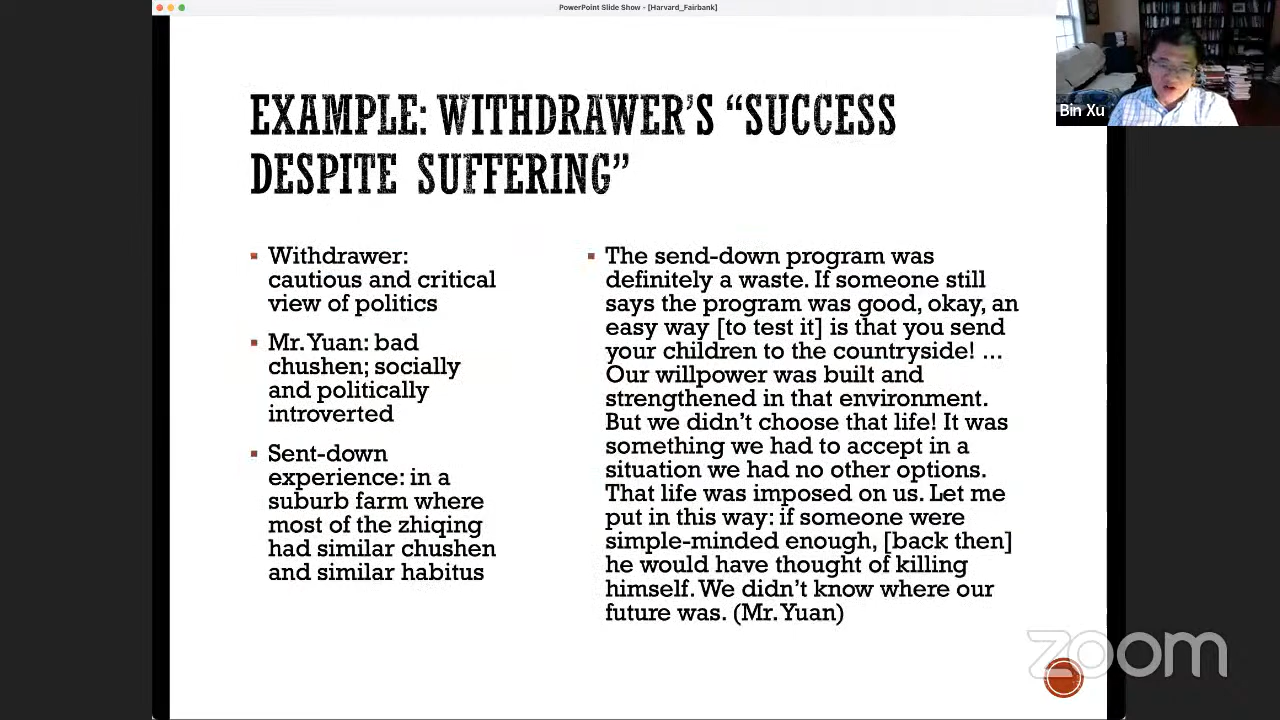 PowerPoint Slide Show - [Harvard_Fairbank]
EXAMPLE: WITHDRAWER'S “SUCCESS
DESPITE SUFFERING”
Withdrawer:
cautious and critical
view of politics
Mr. Yuan: bad
chushen; socially
and politically
introverted
Sent-down
experience: in a
suburb farm where
most of the zhiqing
had similar chushen
and similar habitus
The send-down program was
definitely a waste. If someone still
says the program was good, okay, an
easy way [to test it] is that you send
your children to the countryside! ...
Our willpower was built and
strengthened in that environment.
But we didn't choose that life! It was
something we had to accept in a
situation we had no other options.
That life was imposed on us. Let me
put in this way: if someone were
simple-minded enough, [back then]
he would have thought of killing
himself. We didn't know where our
future was. (Mr. Yuan)
Bin Xu
zoom